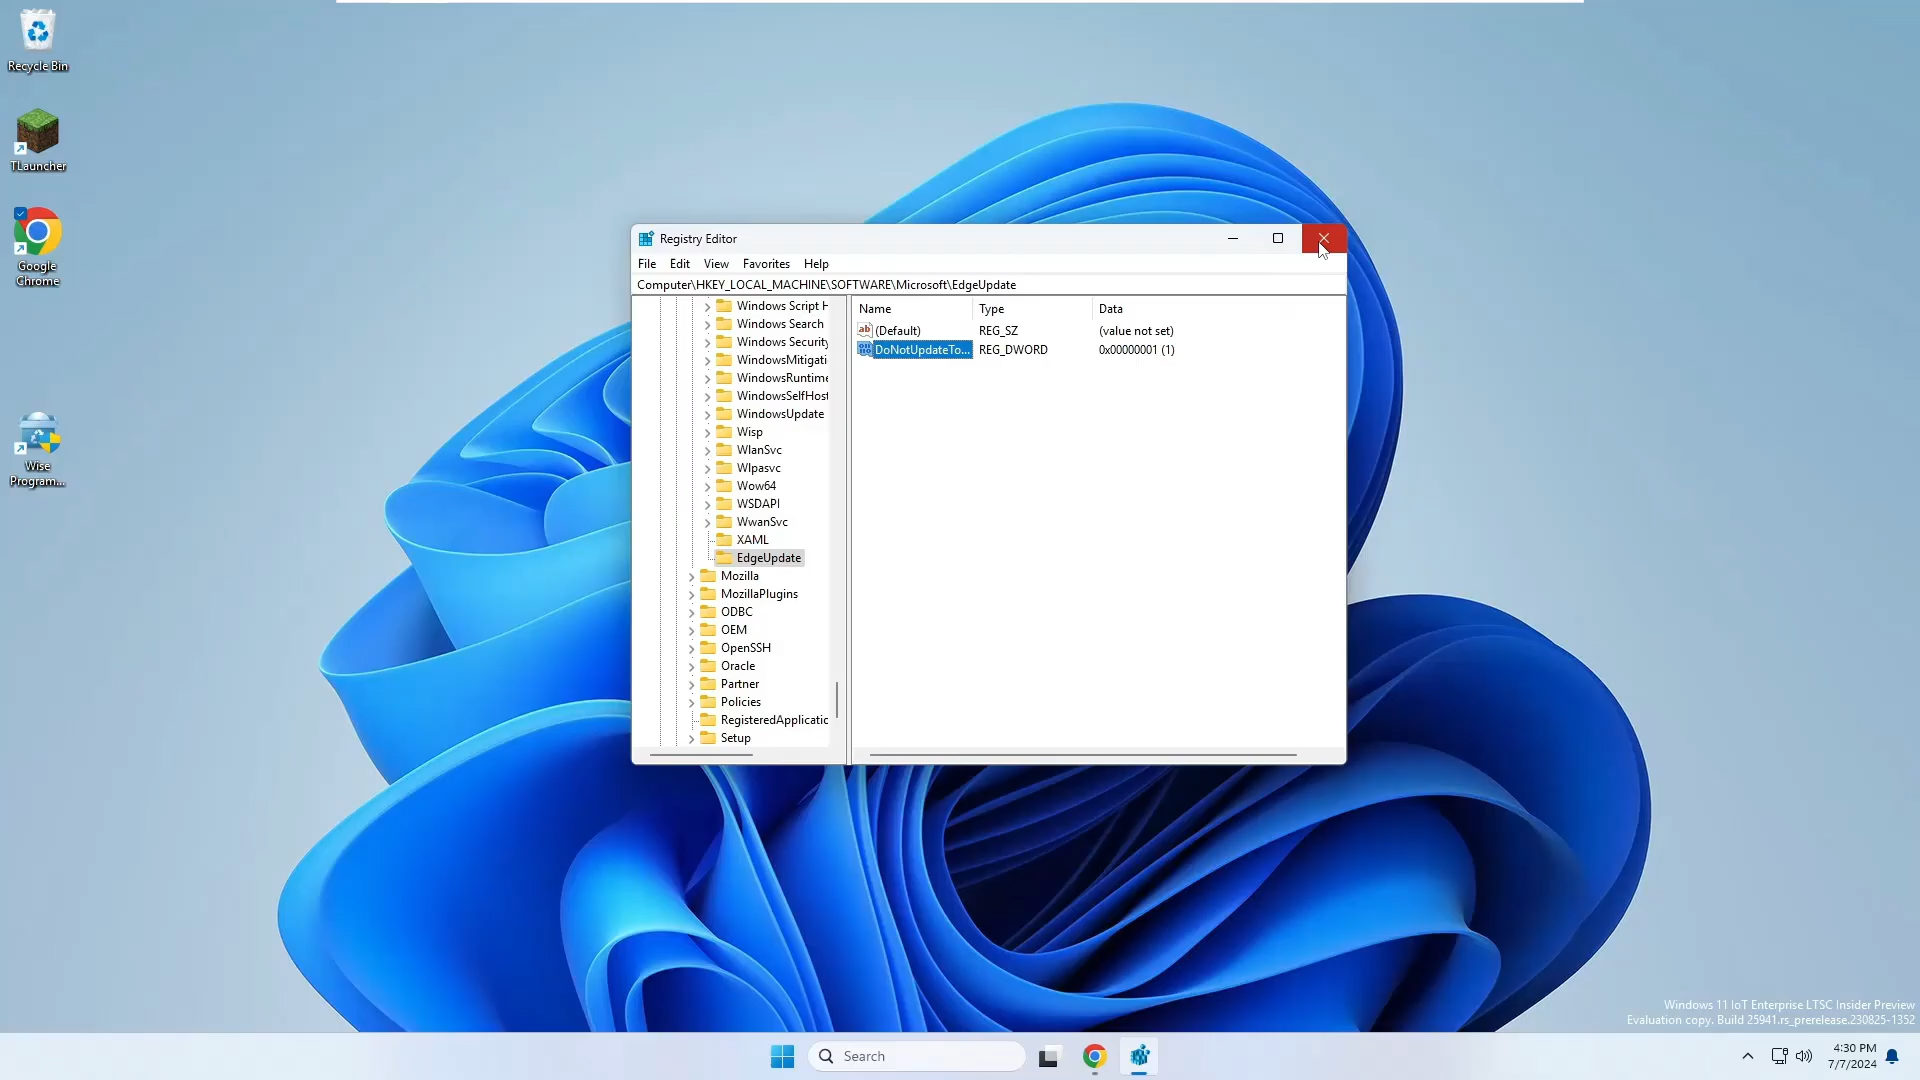 Recycle Bin
TLauncher
Google
Chrome
Wise
Program...
Registry Editor
File Edit View Favorites Help
Computer\HKEY_LOCAL_MACHINE\SOFTWARE\Microsoft\EdgeUpdate
Windows Script H
Windows Search
Windows Security
WindowsMitigati
WindowsRuntime
WindowsSelfHost
WindowsUpdate
Wisp
WlanSvc
Wlpasvc
Wow64
WSDAPI
WwanSvc
XAML
EdgeUpdate
Mozilla
MozillaPlugins
ODBC
OEM
OpenSSH
Oracle
Partner
Policies
RegisteredApplicatio
Setup
Name Type Data
ab (Default) REG_SZ (value not set)
DoNotUpdateTo... REG_DWORD 0x00000001 (1)
Windows 11 IoT Enterprise LTSC Insider Preview
Evaluation copy. Build 25941.rs_prerelease.230825-1352
Search
4:30 PM
7/7/2024